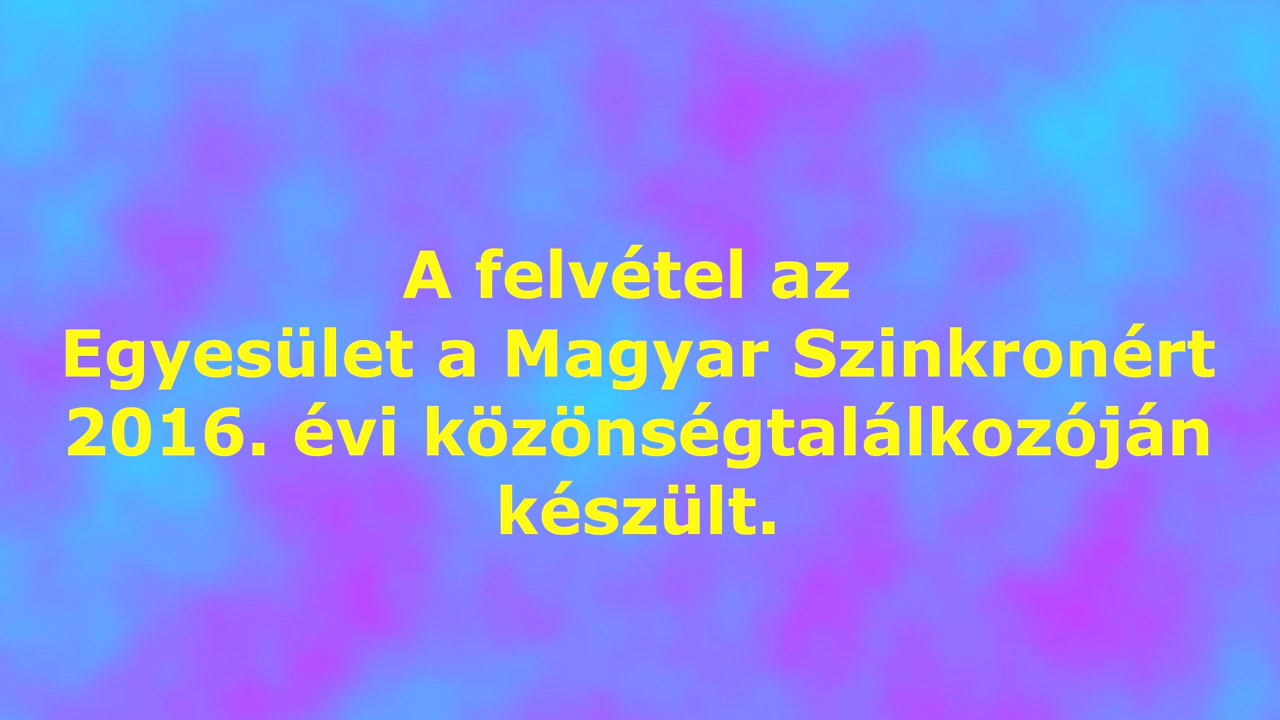 A felvétel az
Egyesület a Magyar Szinkronért
2016. évi közönségtalálkozóján
készült.